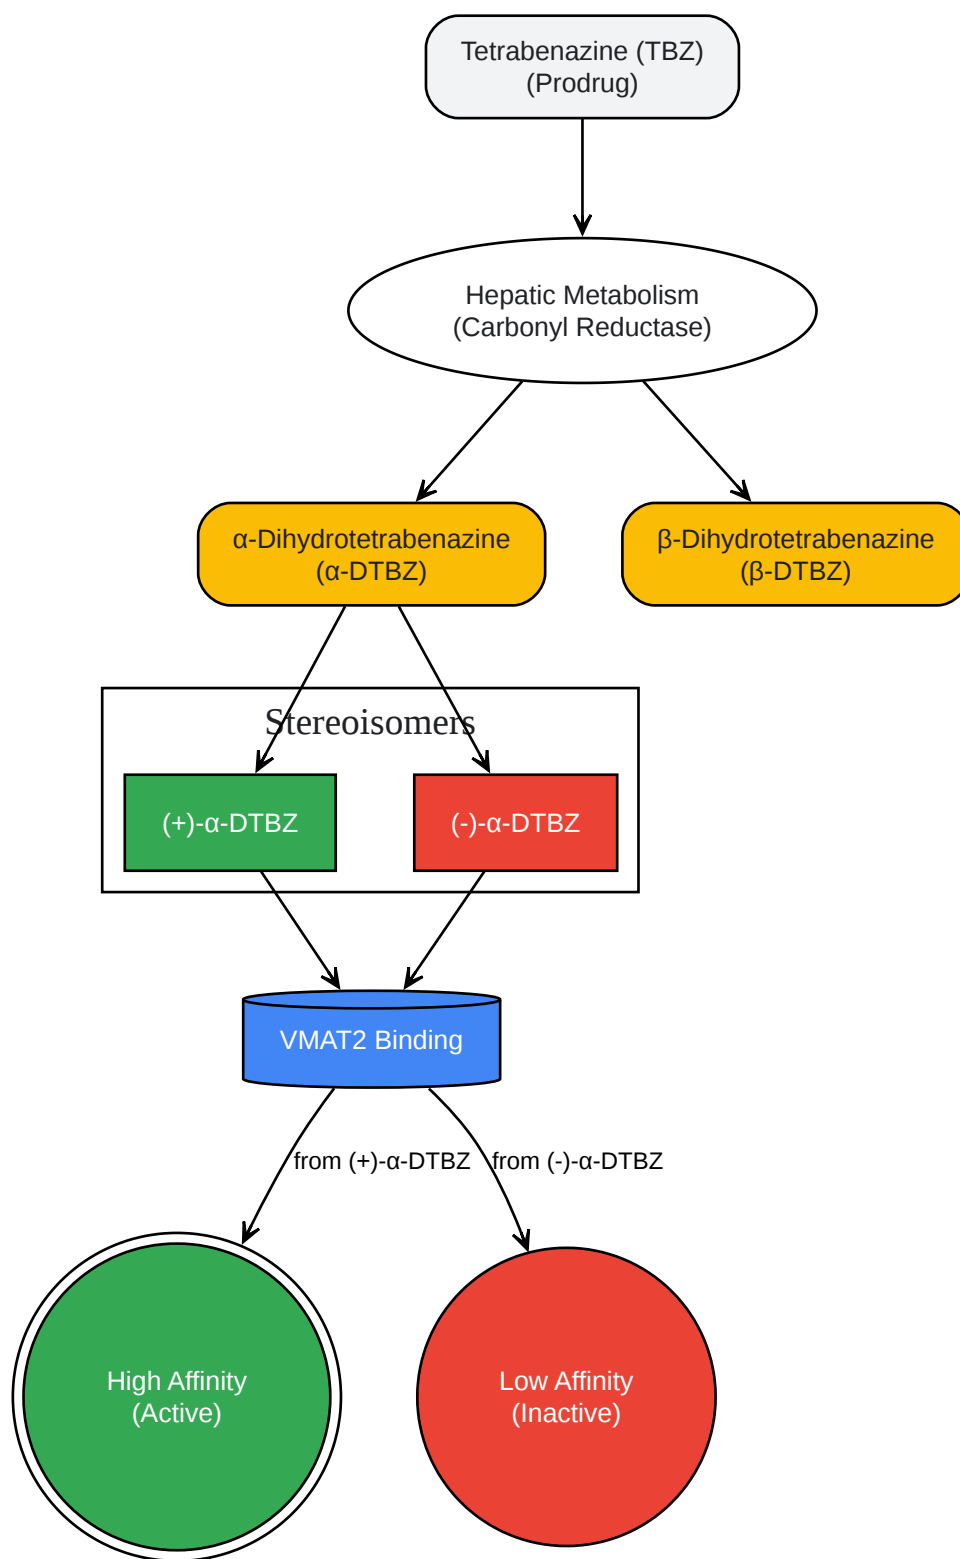 Tetrabenazine (TBZ)
(Prodrug)
Hepatic Metabolism
(Carbonyl Reductase)
α-Dihydrotetrabenazine
(α-DTBZ)
β-Dihydrotetrabenazine
(β-DTBZ)
Stereoisomers
(+)-α-DTBZ
(-)-α-DTBZ
VMAT2 Binding
from (+)-α-DTBZ
from (-)-α-DTBZ
High Affinity
(Active)
Low Affinity
(Inactive)